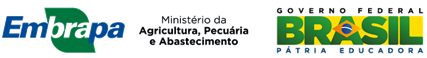 Embrapa
Ministério da
Agricultura, Pecuária
e Abastecimento
GOVERNO FEDERAL
BRASIL
PÁTRIA EDUCADORA